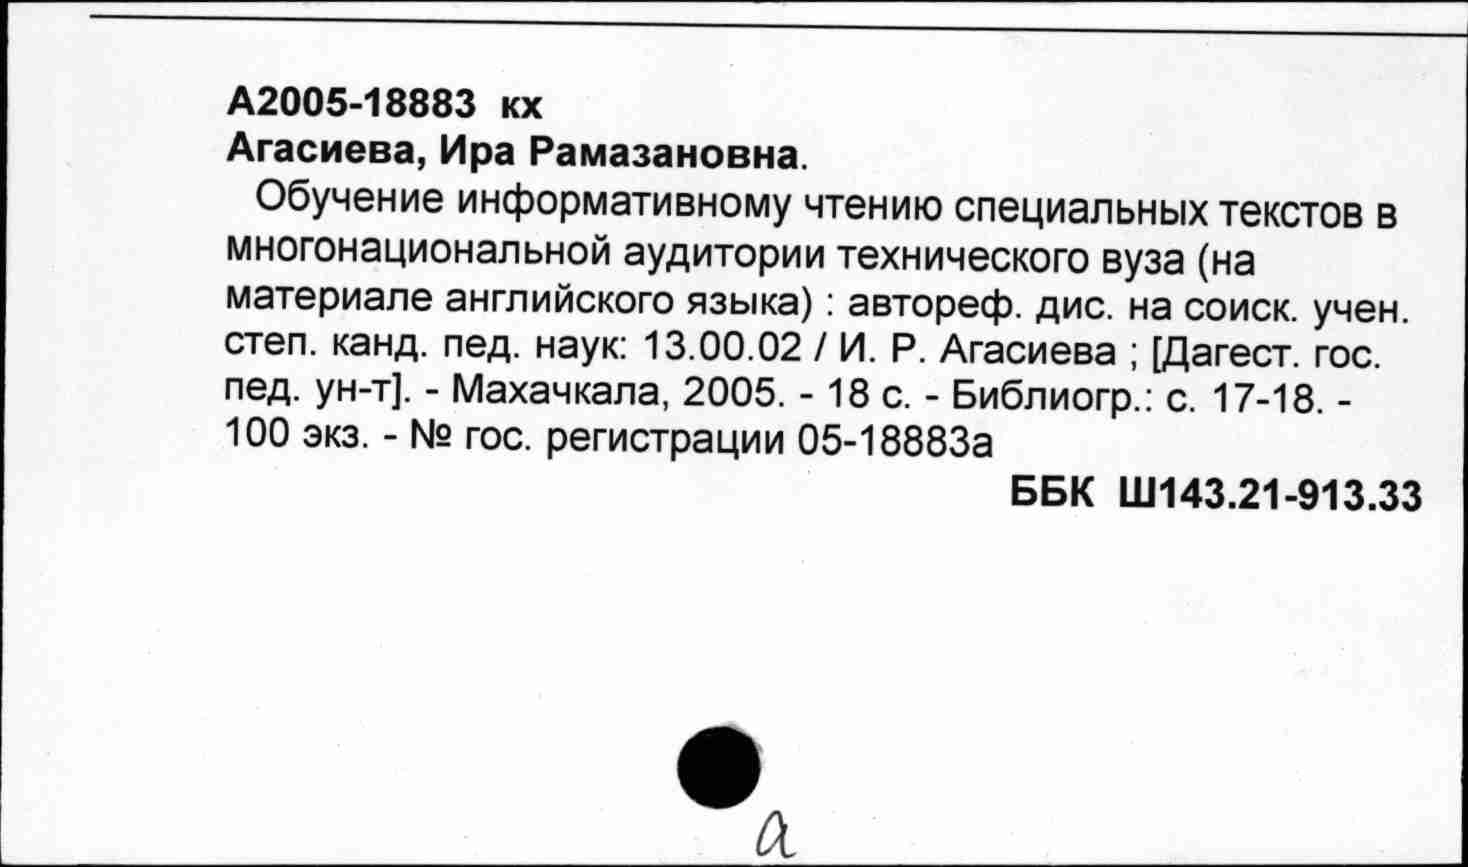 А2005-18883 кх
Агасиева, Ира Рамазановна.
Обучение информативному чтению специальных текстов в
многонациональной аудитории технического вуза (на
материале английского языка) : автореф. дис. на соиск. учен.
степ. канд. пед. наук: 13.00.02 / И. Р. Агасиева ; [Дагест. гос.
пед. ун-т]. - Махачкала, 2005. - 18 с. - Библиогр.: с. 17-18. -
100 экз. - № гос. регистрации 05-18883а
ББК Ш143.21-913.33
а